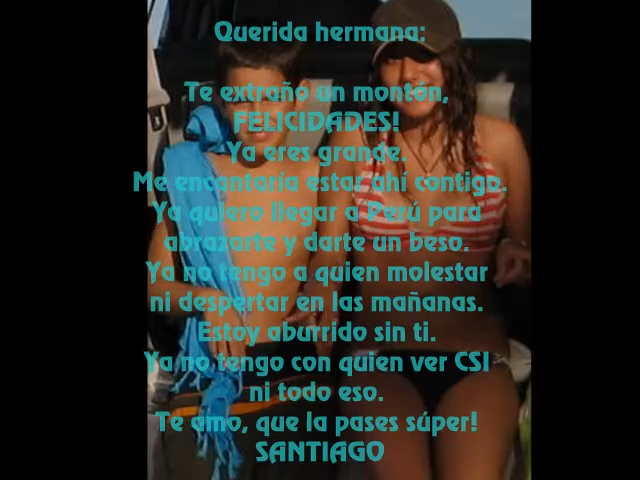 Querida hermana:
Te extraño un montón,
FELICIDADES!
Ya eres grande.
Me encantaría estar ahí contigo.
Ya quiero llegar a Perú para
abrazarte y darte un beso.
Ya no tengo a quien molestar
ni despertar en las mañanas.
Estoy aburrido sin ti.
Ya no tengo con quien ver CSI
ni todo eso.
Te amo, que la pases súper!
SANTIAGO